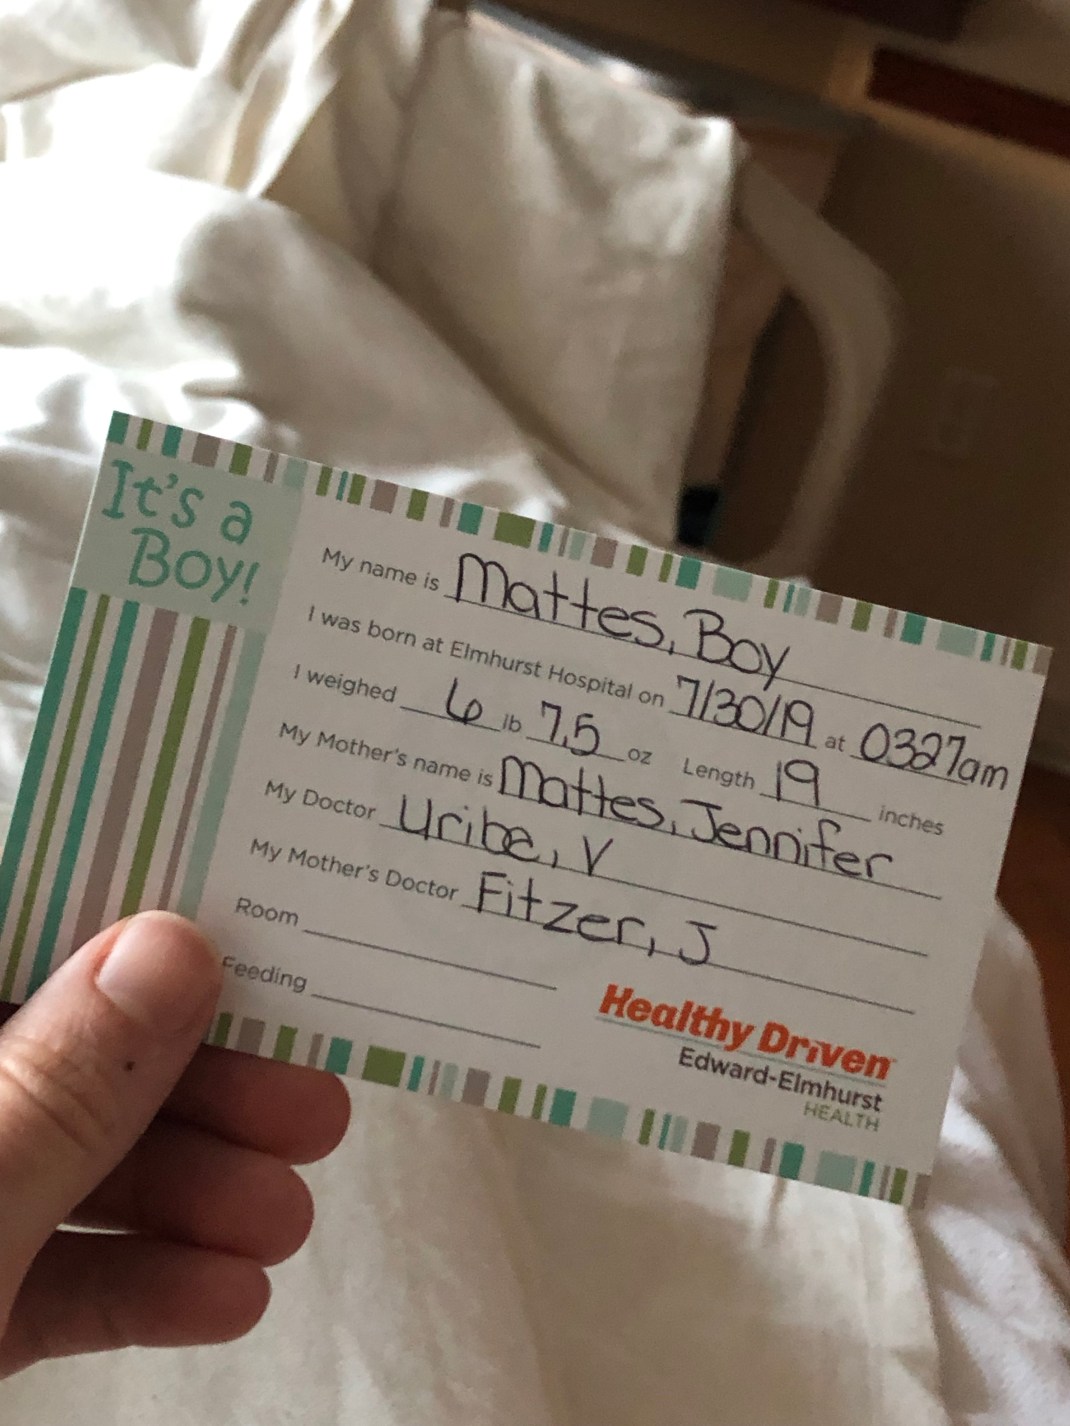 It's a
Boy!
My name is Mattes, Boy
I was born at Elmhurst Hospital on 7/30/19 at 0327am
I weighed 6 lb 7.5 oz Length 19 inches
My Mother's name is Mattes, Jennifer
My Doctor Uribe, V
My Mother's Doctor Fitzer, J
Room
Feeding
Healthy Driven
Edward-Elmhurst
HEALTH